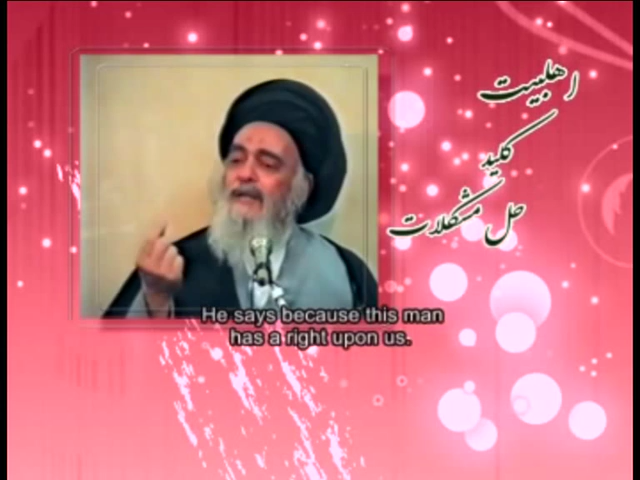 اهلبیت
کلید
حل مشکلات
He says because this man
has a right upon us.